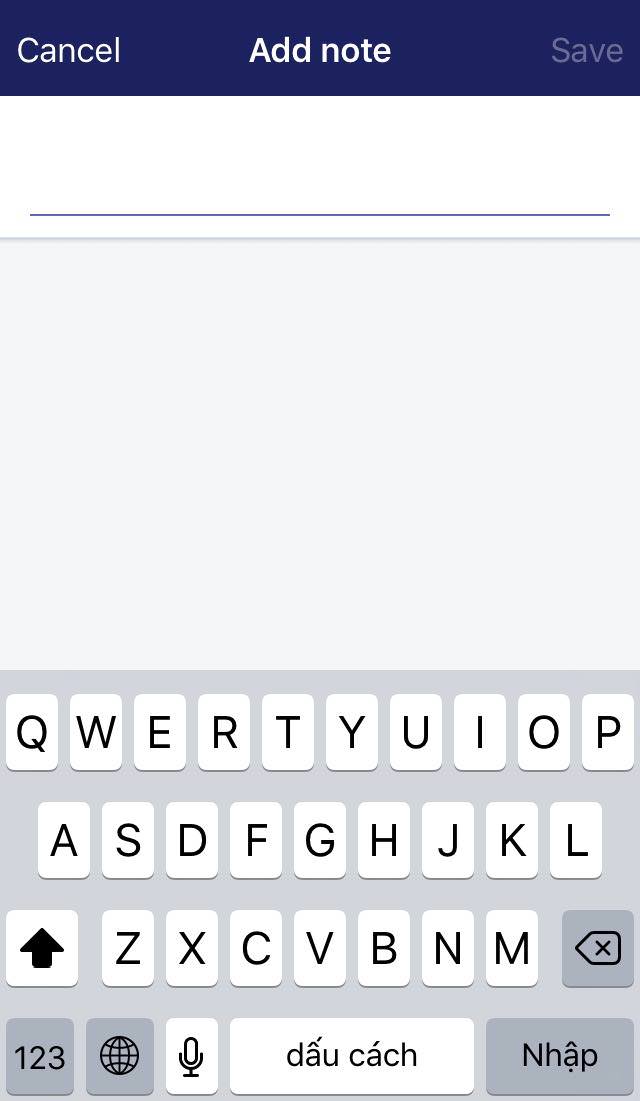 Cancel Add note Save
Q W E R T Y U I O P
A S D F G H J K L
Z X C V B N M
123 dấu cách Nhập